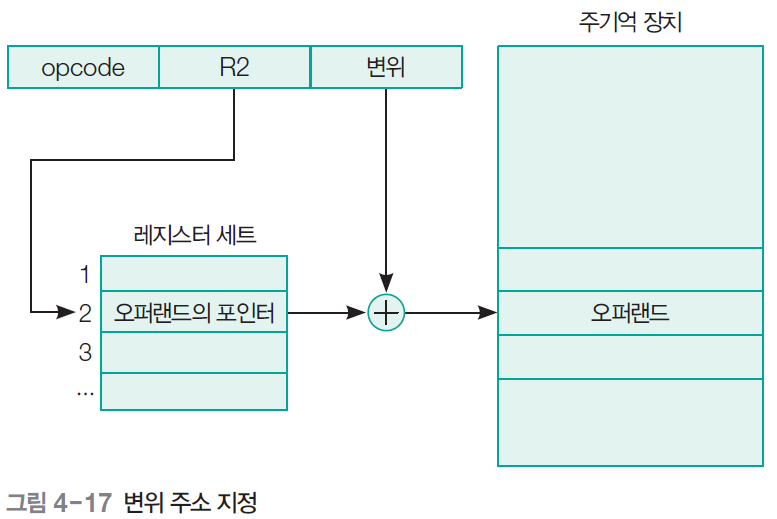 주기억 장치
opcode R2 변위
레지스터 세트
1
2 오퍼랜드의 포인터 + 오퍼랜드
3
...
그림 4-17 변위 주소 지정